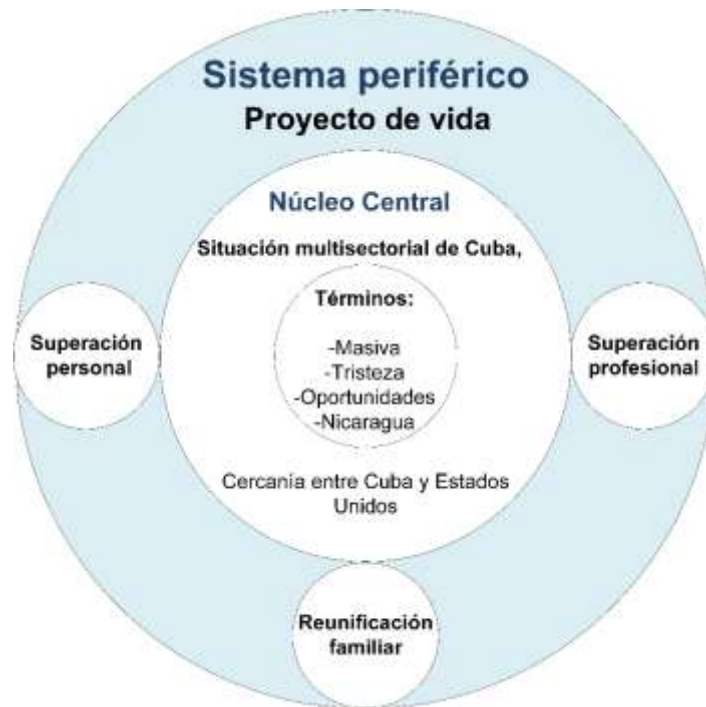 Sistema periférico
Proyecto de vida
Núcleo Central
Situación multisectorial de Cuba,
Términos:
-Masiva
-Tristeza
-Oportunidades
-Nicaragua
Superación
personal
Superación
profesional
Cercanía entre Cuba y Estados
Unidos
Reunificación
familiar